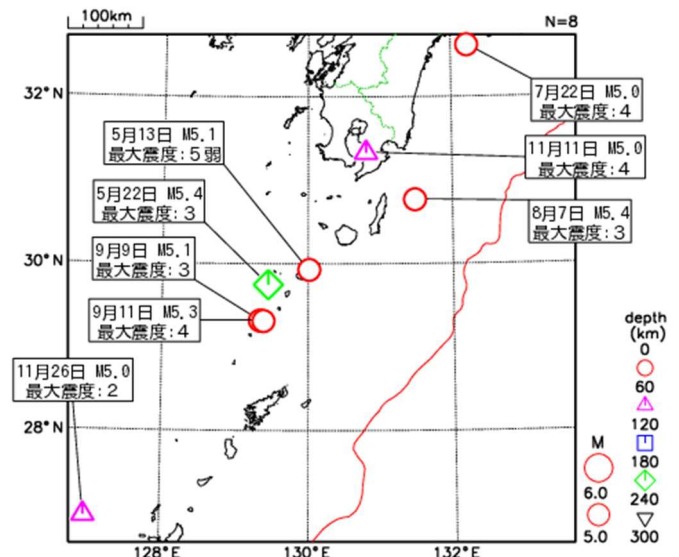 100km
N=8
32°N
7月22日 M5.0
最大震度:4
5月13日 M5.1
最大震度:5弱
11月11日 M5.0
最大震度:4
5月22日 M5.4
最大震度:3
8月7日 M5.4
最大震度:3
30°N
9月9日 M5.1
最大震度:3
9月11日 M5.3
最大震度:4
depth
(km)
0
60
120
180
240
300
11月26日 M5.0
最大震度:2
28°N
M
6.0
5.0
128°E
130°E
132°E